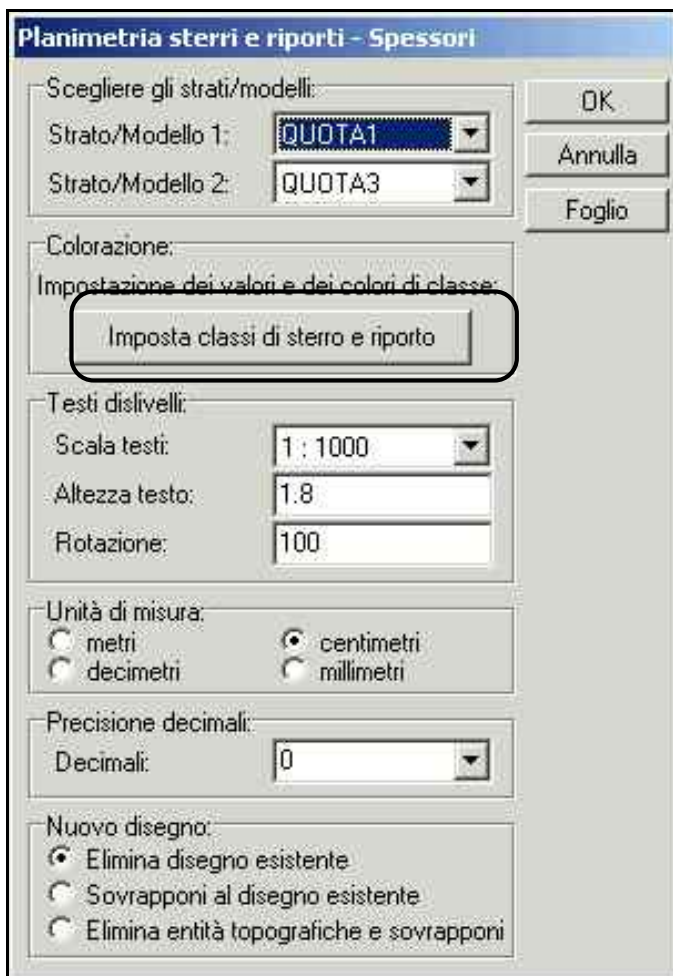 Planimetria sterri e riporti - Spessori
Scegliere gli strati/modelli:
Strato/Modello 1: QUOTA1
Strato/Modello 2: QUOTA3
OK
Annulla
Foglio
Colorazione:
Impostazione dei valori e dei colori di classe:
Imposta classi di sterro e riporto
Testi dislivelli:
Scala testi: 1 : 1000
Altezza testo: 1.8
Rotazione: 100
Unità di misura:
metri centimetri
decimetri millimetri
Precisione decimali:
Decimali: 0
Nuovo disegno:
Elimina disegno esistente
Sovrapponi al disegno esistente
Elimina entità topografiche e sovrapponi